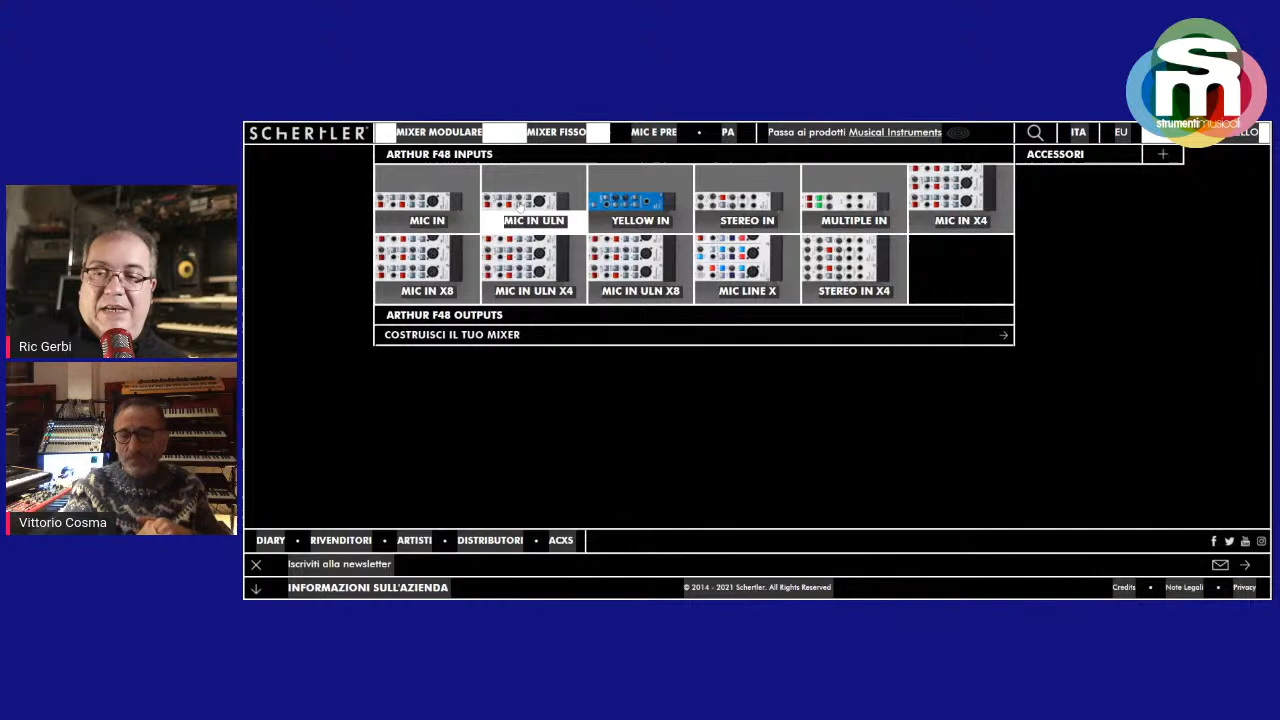 SM
strumentimusicali
SCHERTLER
MIXER MODULARE
MIXER FISSO
MIC E PRE
•
PA
Passa ai prodotti Musical Instruments
ITA
EU
LLO
ARTHUR F48 INPUTS
ACCESSORI
+
MIC IN
MIC IN ULN
YELLOW IN
STEREO IN
MULTIPLE IN
MIC IN X4
MIC IN X8
MIC IN ULN X4
MIC IN ULN X8
MIC LINE X
STEREO IN X4
ARTHUR F48 OUTPUTS
COSTRUISCI IL TUO MIXER
Ric Gerbi
Vittorio Cosma
DIARY • RIVENDITORI • ARTISTI • DISTRIBUTORI • ACXS
Iscriviti alla newsletter
INFORMAZIONI SULL'AZIENDA
© 2014 - 2021 Schertler. All Rights Reserved
Credits • Note Legali • Privacy